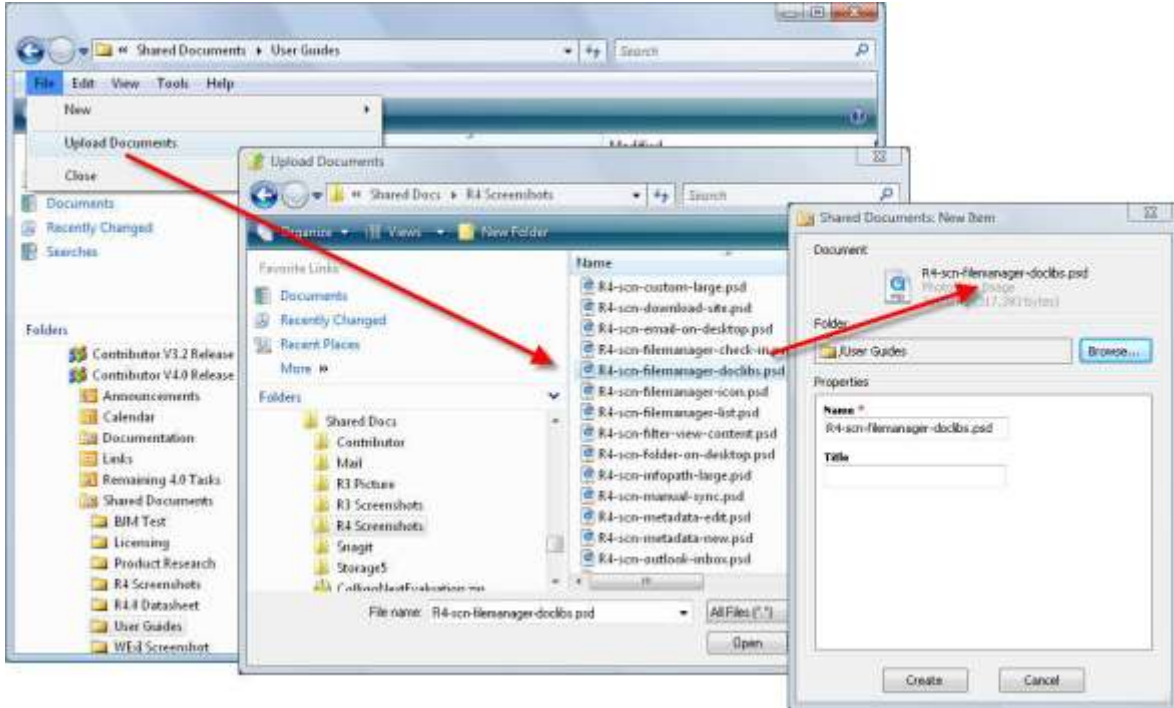 « Shared Documents ▸ User Guides
Search
File Edit View Tools Help
New
Upload Documents
Close
Modified
Documents
Recently Changed
Searches
Folders
Contributor V3.2 Release
Contributor V4.0 Release
Announcements
Calendar
Documentation
Links
Remaining 4.0 Tasks
Shared Documents
BIM Test
Licensing
Product Research
R4 Screenshots
R4.0 Datasheet
User Guides
Upload Documents
« Shared Docs ▸ R4 Screenshots
Search
Organize Views New Folder
Favorite Links
Documents
Recently Changed
Recent Places
More »
Folders
Shared Docs
Contributor
Mail
R3 Picture
R3 Screenshots
R4 Screenshots
Snagit
Storage5
Name
R4-scn-custom-large.psd
R4-scn-download-site.psd
R4-scn-email-on-desktop.psd
R4-scn-filemanager-check-in.psd
R4-scn-filemanager-doclibs.psd
R4-scn-filemanager-icon.psd
R4-scn-filemanager-list.psd
R4-scn-filter-view-content.psd
R4-scn-folder-on-desktop.psd
R4-scn-infopath-large.psd
R4-scn-manual-sync.psd
R4-scn-metadata-edit.psd
R4-scn-metadata-new.psd
R4-scn-outlook-inbox.psd
File name: R4-scn-filemanager-doclibs.psd
All Files (*.*)
Open
Shared Documents: New Item
Document
R4-scn-filemanager-doclibs.psd
Image
bytes)
Folder
/User Guides
Browse...
Properties
Name *
R4-scn-filemanager-doclibs.psd
Title
Create Cancel